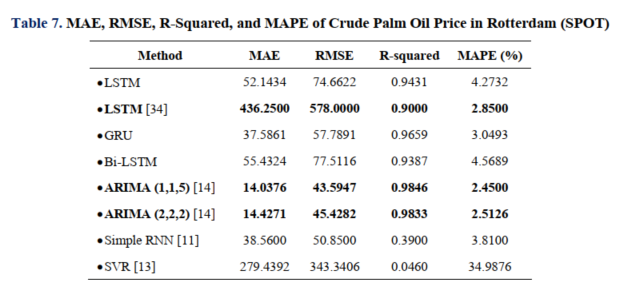 Table 7. MAE, RMSE, R-Squared, and MAPE of Crude Palm Oil Price in Rotterdam (SPOT)
Method MAE RMSE R-squared MAPE (%)
•LSTM 52.1434 74.6622 0.9431 4.2732
•LSTM [34] 436.2500 578.0000 0.9000 2.8500
•GRU 37.5861 57.7891 0.9659 3.0493
•Bi-LSTM 55.4324 77.5116 0.9387 4.5689
•ARIMA (1,1,5) [14] 14.0376 43.5947 0.9846 2.4500
•ARIMA (2,2,2) [14] 14.4271 45.4282 0.9833 2.5126
•Simple RNN [11] 38.5600 50.8500 0.3900 3.8100
•SVR [13] 279.4392 343.3406 0.0460 34.9876